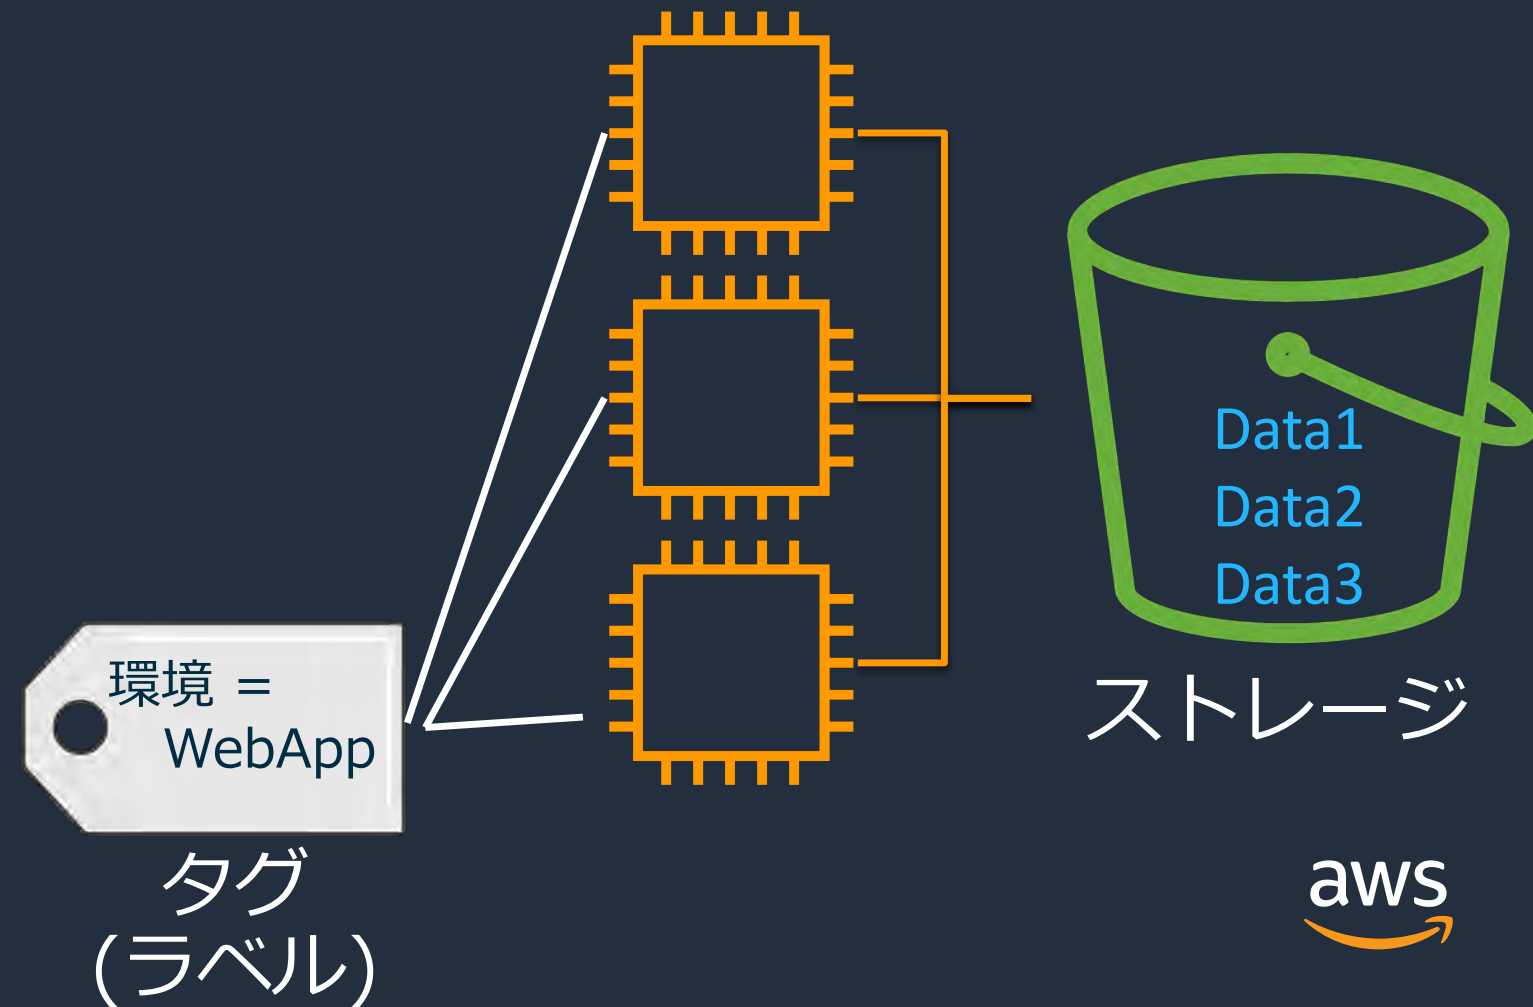 環境 =
WebApp
タグ
(ラベル)
Data1
Data2
Data3
ストレージ
aws